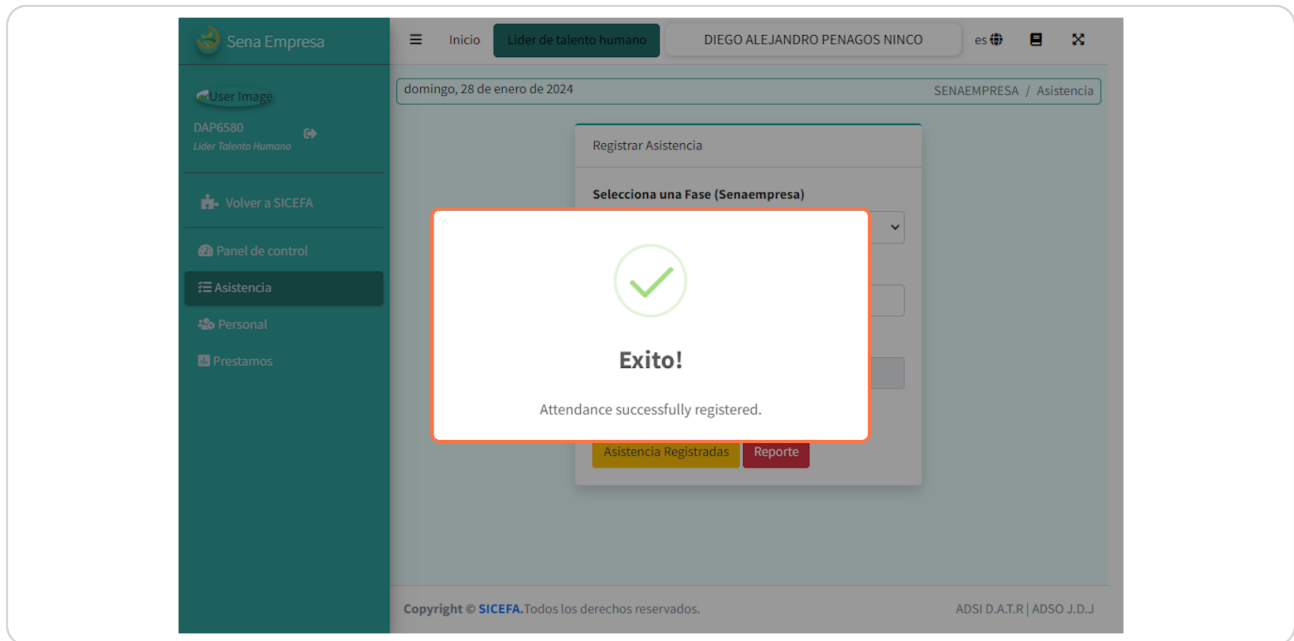 Sena Empresa
Inicio
Lider de talento humano
DIEGO ALEJANDRO PENAGOS NINCO
es
User Image
DAP6580
Lider Talento Humano
Volver a SICEFA
Panel de control
Asistencia
Personal
Prestamos
domingo, 28 de enero de 2024
SENAEMPRESA / Asistencia
Registrar Asistencia
Selecciona una Fase (Senaempresa)
Exito!
Attendance successfully registered.
Asistencia Registradas
Reporte
Copyright © SICEFA.Todos los derechos reservados.
ADSI D.A.T.R | ADSO J.D.J